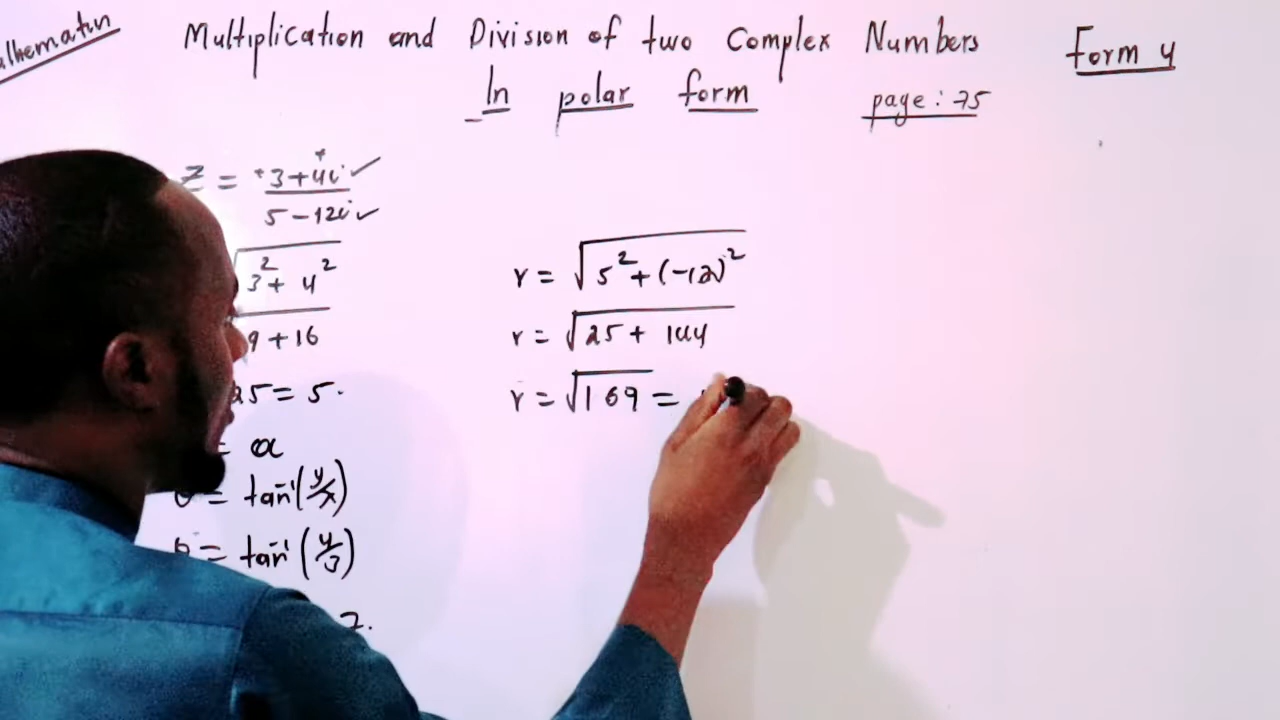 Multiplication and Division of two Complex Numbers
Form 4
In polar form
page: 75
Z = 3+4i
5-12i
3² + 4²
9+16
25 = 5.
= α
θ = tan⁻¹(y/x)
θ = tan⁻¹(4/3)
7.
r = √5² + (-12)²
r = √25 + 144
r = √169 =